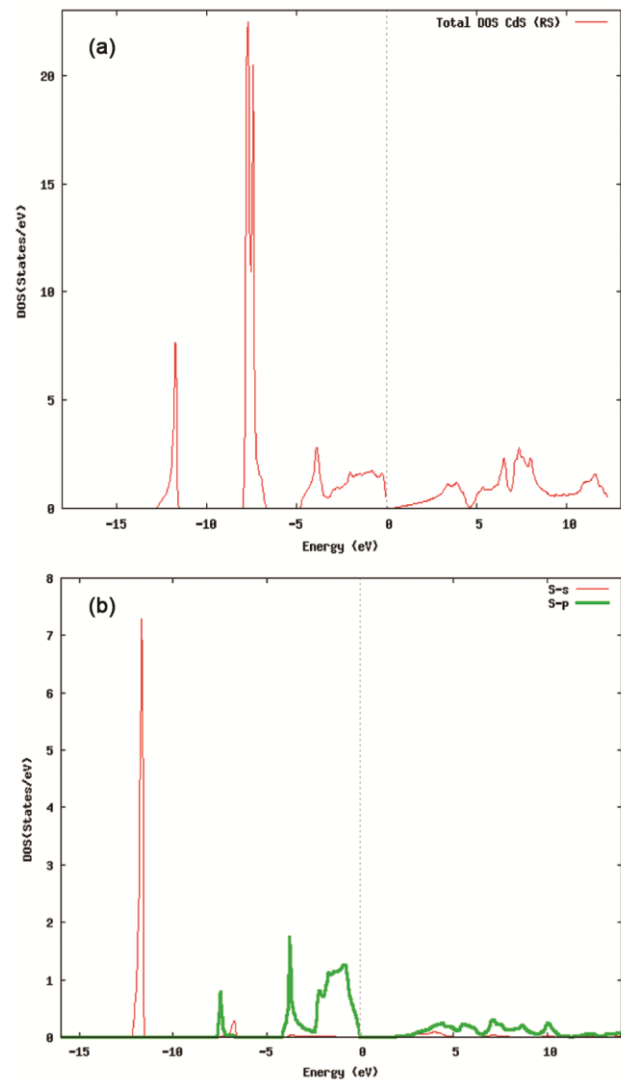 (a)
Total DOS CdS (RS)
20
15
10
5
0
DOS(States/eV)
-15 -10 -5 0 5 10
Energy (eV)
(b)
S-s
S-p
8
7
6
5
4
3
2
1
0
DOS(States/eV)
-15 -10 -5 0 5 10
Energy (eV)